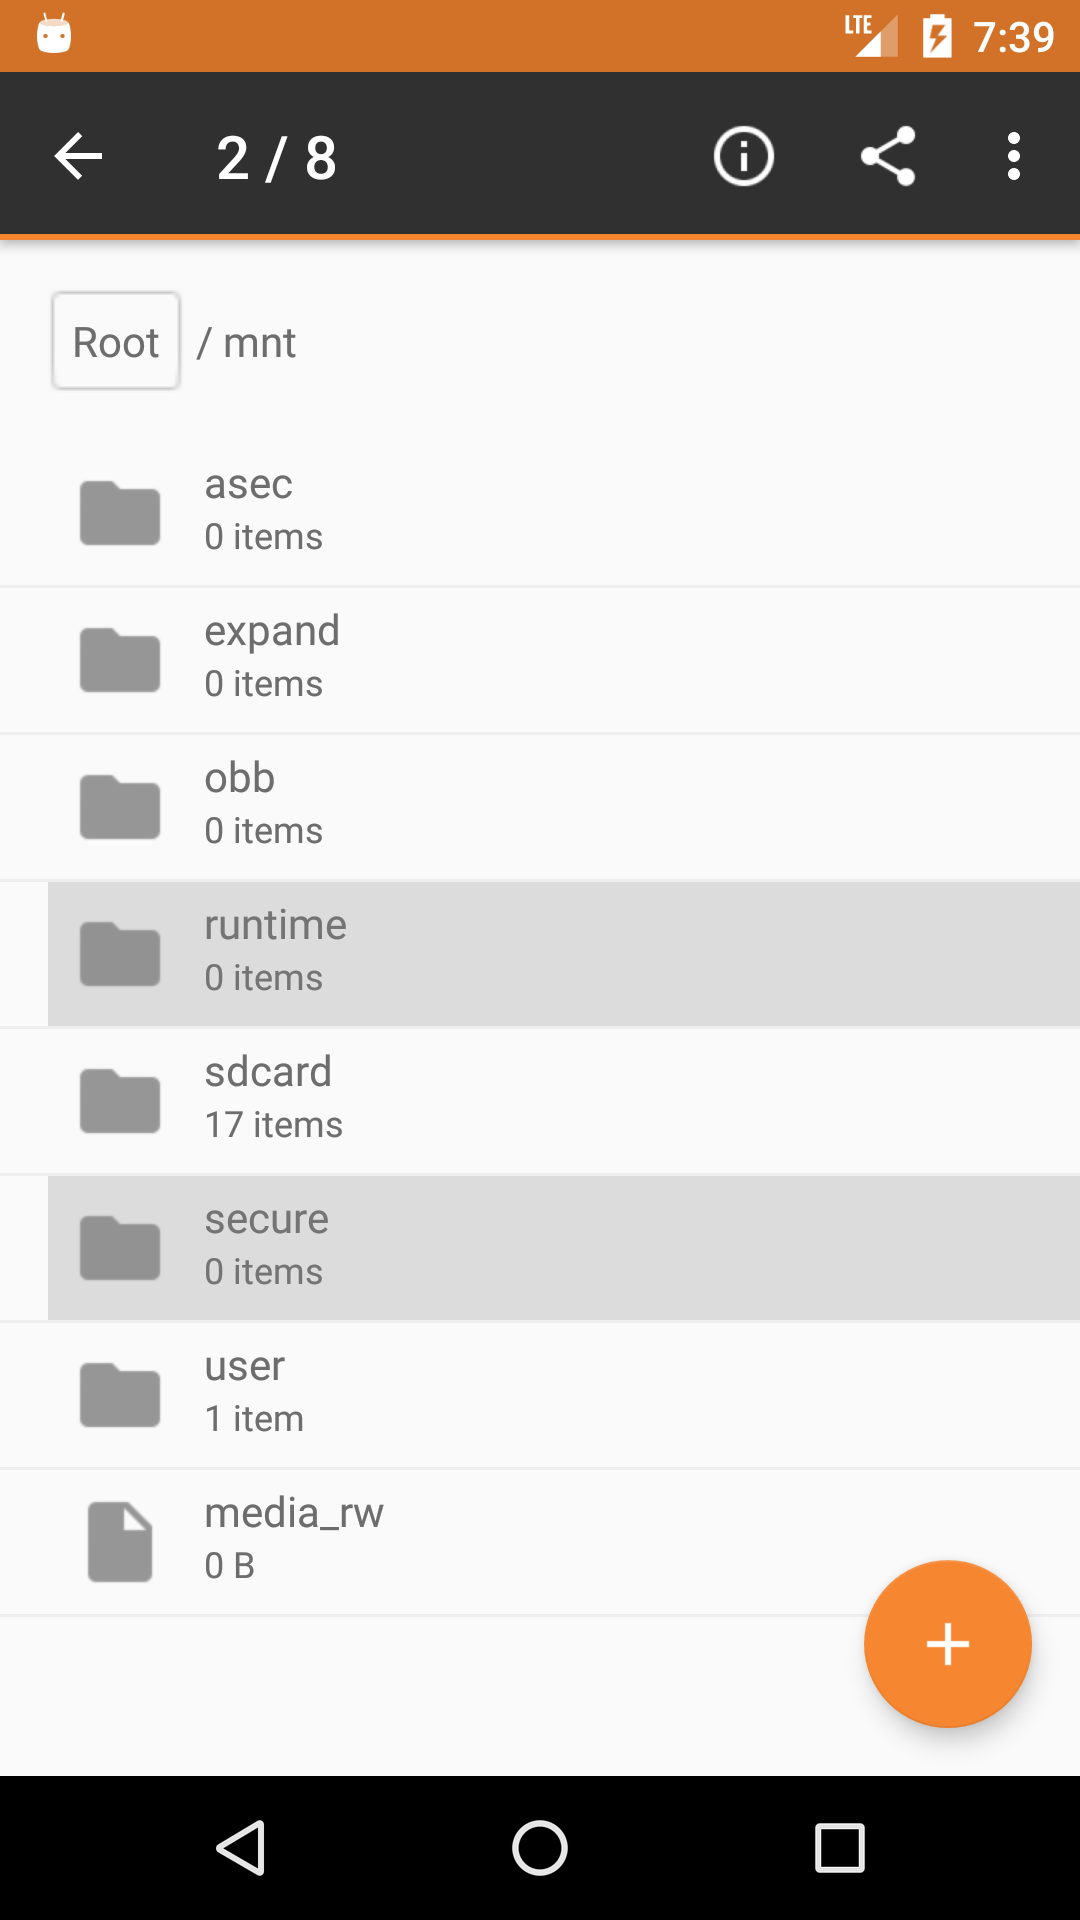 LTE 7:39
2 / 8
Root / mnt
asec
0 items
expand
0 items
obb
0 items
runtime
0 items
sdcard
17 items
secure
0 items
user
1 item
media_rw
0 B